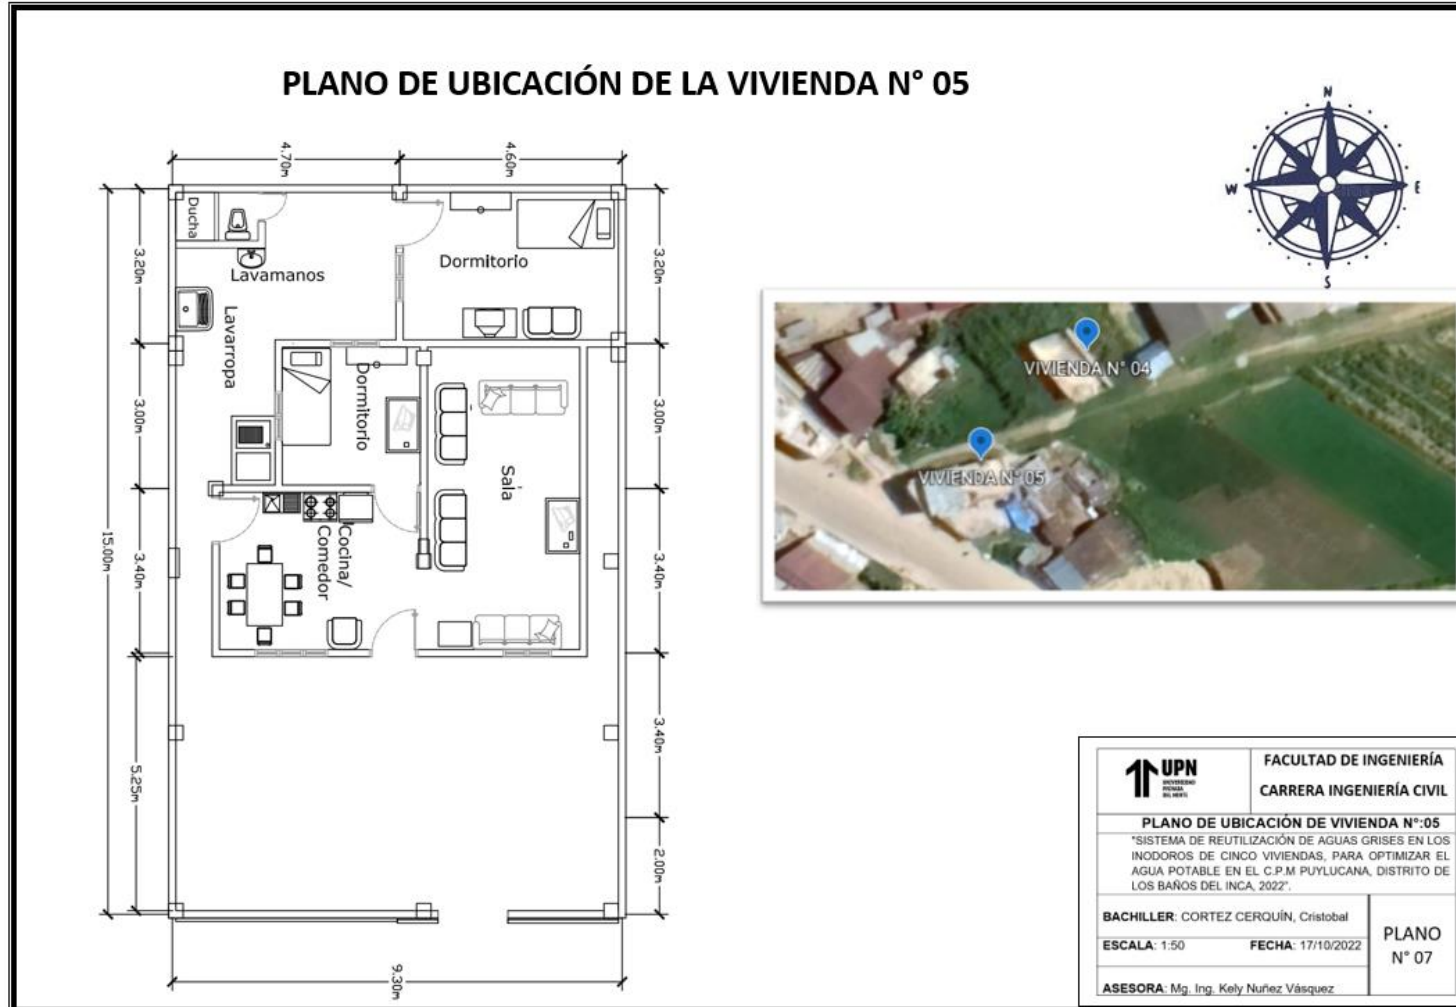 PLANO DE UBICACIÓN DE LA VIVIENDA N° 05
N
W
E
S
4.70m
4.60m
3.20m
3.00m
3.40m
5.25m
15.00m
3.20m
3.00m
3.40m
3.40m
2.00m
9.30m
Ducha
Lavamanos
Lavarropa
Dormitorio
Dormitorio
Sala
Cocina/
Comedor
VIVIENDA N° 04
VIVIENDA N° 05
UPN
UNIVERSIDAD
PRIVADA
DEL NORTE
FACULTAD DE INGENIERÍA
CARRERA INGENIERÍA CIVIL
PLANO DE UBICACIÓN DE VIVIENDA N°:05
"SISTEMA DE REUTILIZACIÓN DE AGUAS GRISES EN LOS
INODOROS DE CINCO VIVIENDAS, PARA OPTIMIZAR EL
AGUA POTABLE EN EL C.P.M PUYLUCANA, DISTRITO DE
LOS BAÑOS DEL INCA, 2022".
BACHILLER: CORTEZ CERQUÍN, Cristobal
ESCALA: 1:50 FECHA: 17/10/2022
ASESORA: Mg. Ing. Kely Nuñez Vásquez
PLANO
N° 07